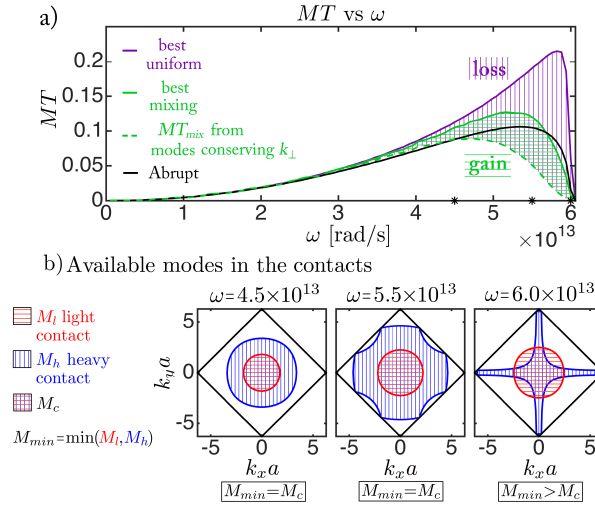 a)
MT vs ω
best
uniform
best
mixing
MT_mix from
modes conserving k_⊥
Abrupt
loss
gain
MT
0.2
0.15
0.1
0.05
0
0 1 2 3 4 5 6
ω [rad/s]
×10^13
b) Available modes in the contacts
M_l light
contact
M_h heavy
contact
M_c
M_min=min(M_l,M_h)
ω=4.5×10^13
ω=5.5×10^13
ω=6.0×10^13
k_y a
5
0
-5
-5 0 5
-5 0 5
-5 0 5
k_x a
k_x a
k_x a
M_min=M_c
M_min=M_c
M_min>M_c